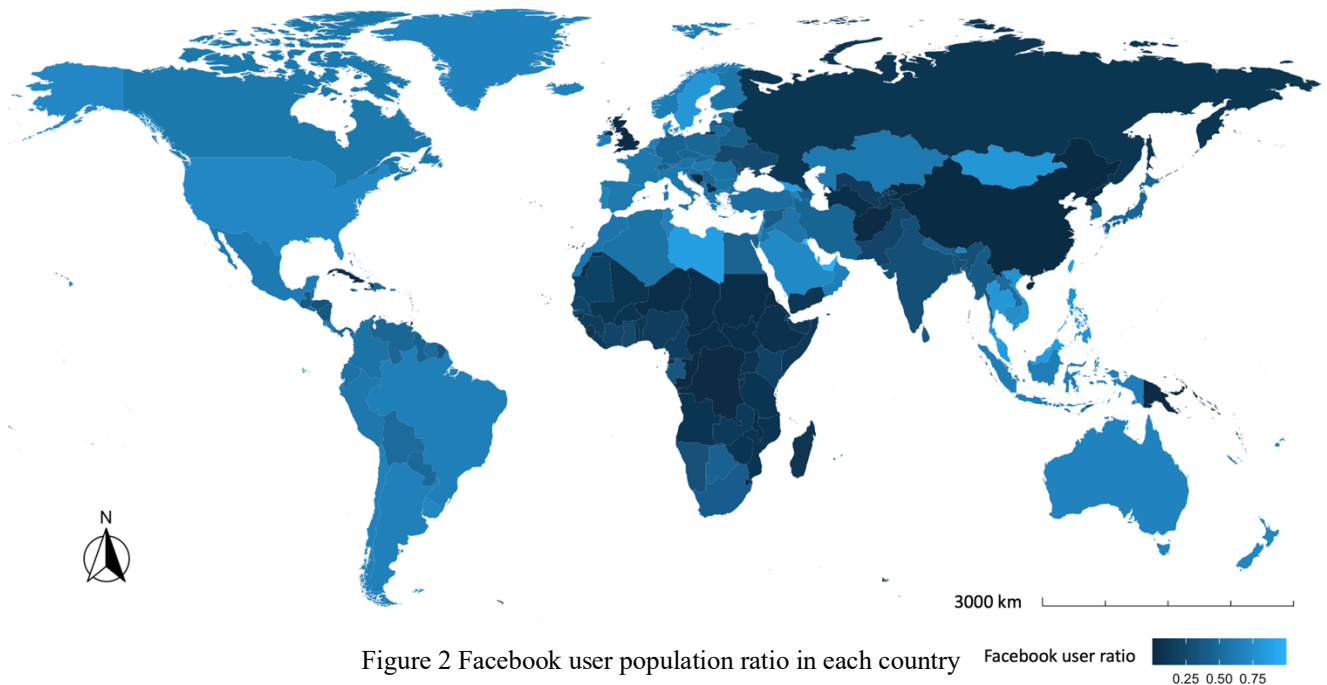 N
3000 km
Figure 2 Facebook user population ratio in each country
Facebook user ratio
0.25 0.50 0.75